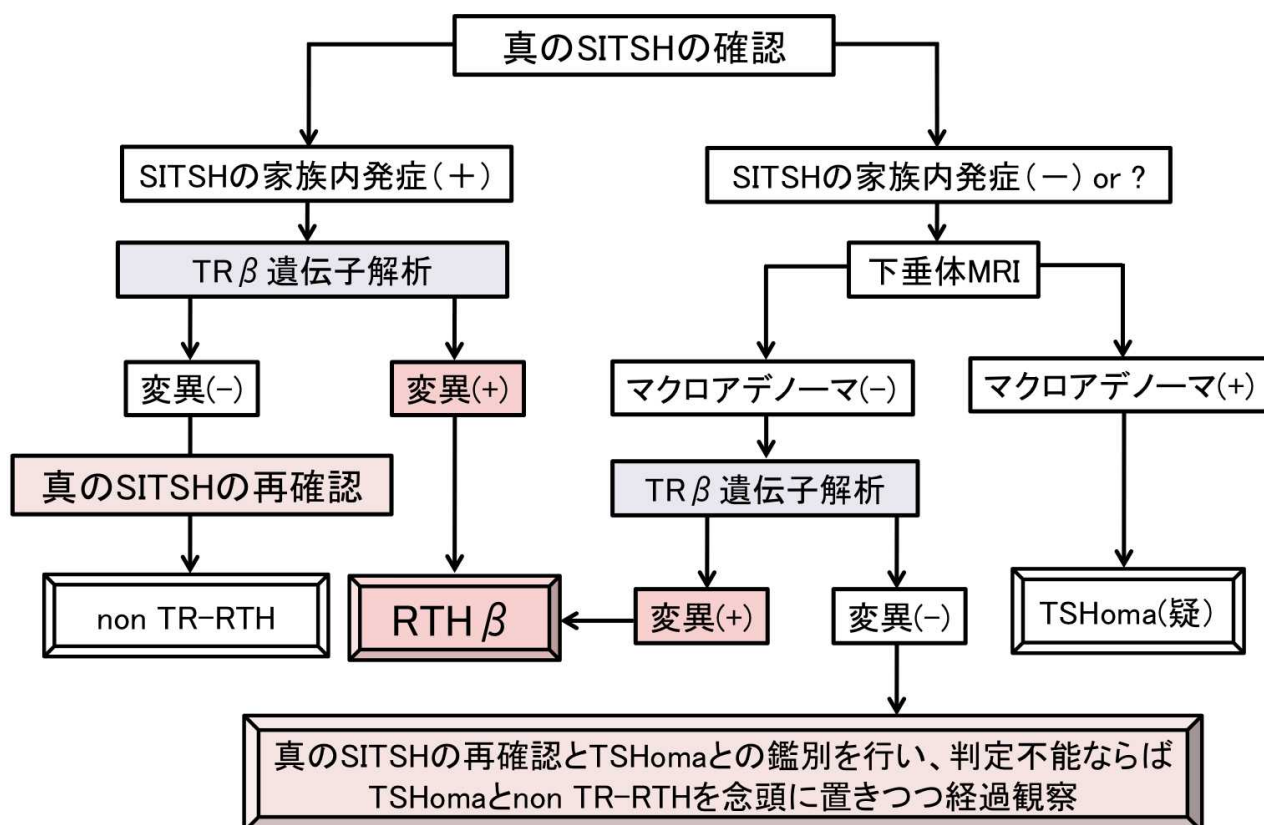 真のSITSHの確認
SITSHの家族内発症(＋)
SITSHの家族内発症(－) or ?
TRβ遺伝子解析
下垂体MRI
変異(-)
変異(+)
マクロアデノーマ(-)
マクロアデノーマ(+)
真のSITSHの再確認
TRβ遺伝子解析
non TR-RTH
RTHβ
変異(+)
変異(-)
TSHoma(疑)
真のSITSHの再確認とTSHomaとの鑑別を行い、判定不能ならば
TSHomaとnon TR-RTHを念頭に置きつつ経過観察